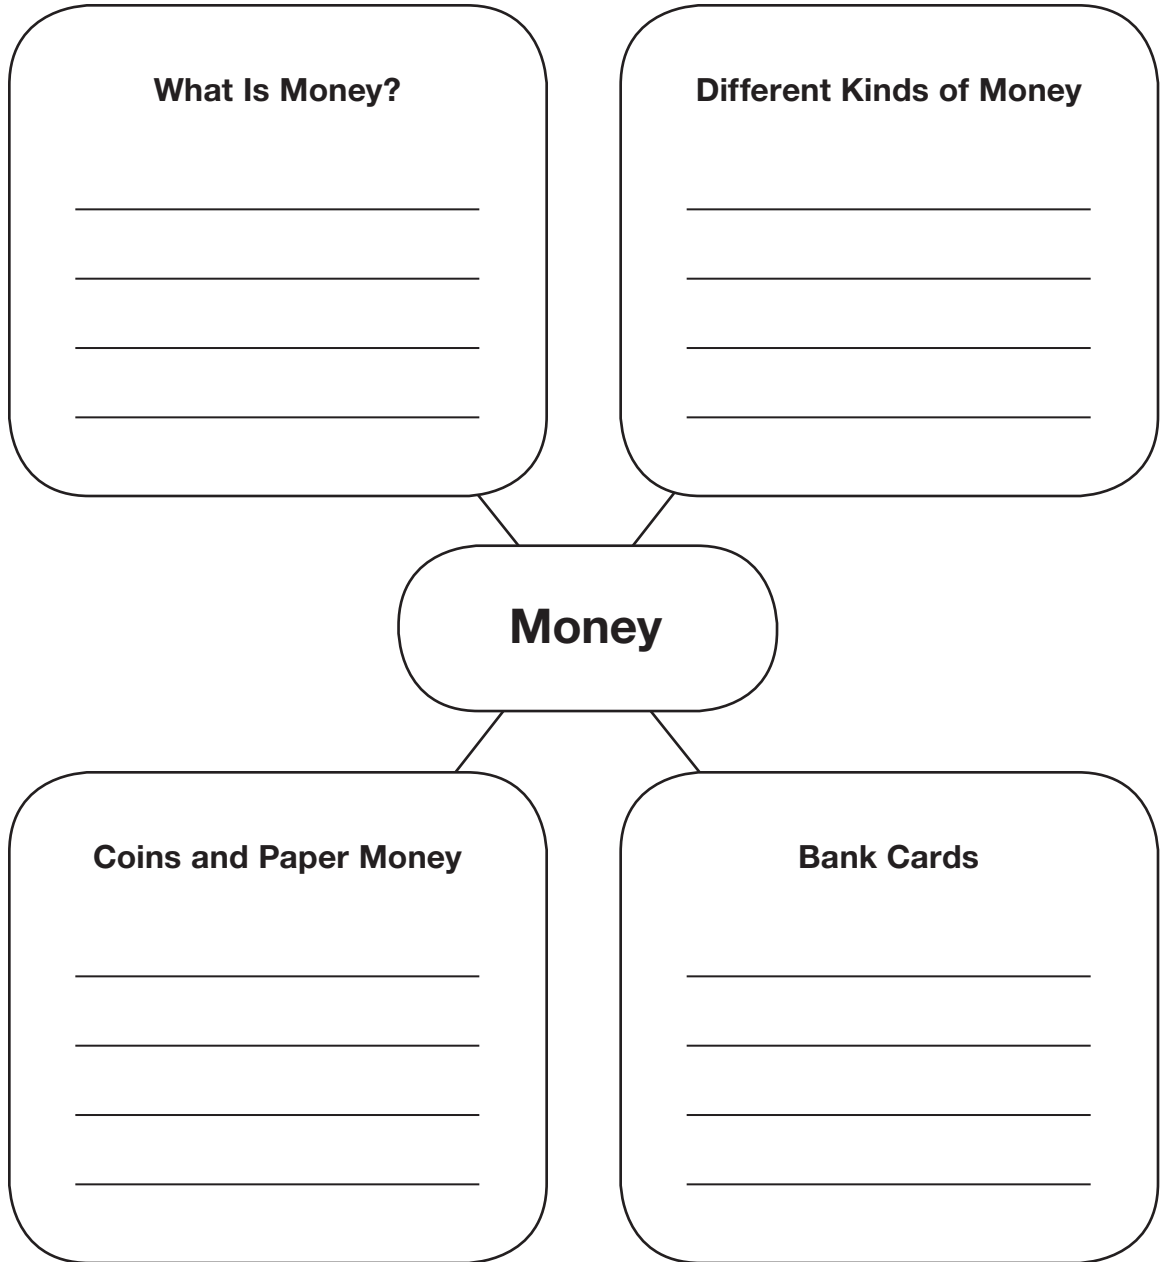 What Is Money?
Different Kinds of Money
Money
Coins and Paper Money
Bank Cards